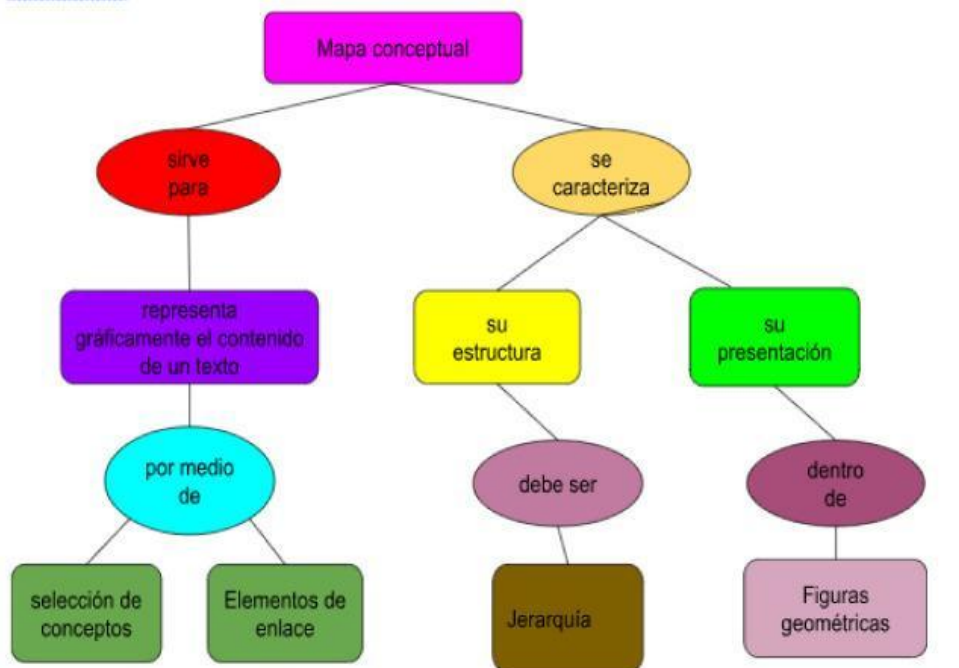 Mapa conceptual
sirve
para
se
caracteriza
representa
gráficamente el contenido
de un texto
su
estructura
su
presentación
por medio
de
debe ser
dentro
de
selección de
conceptos
Elementos de
enlace
Jerarquía
Figuras
geométricas